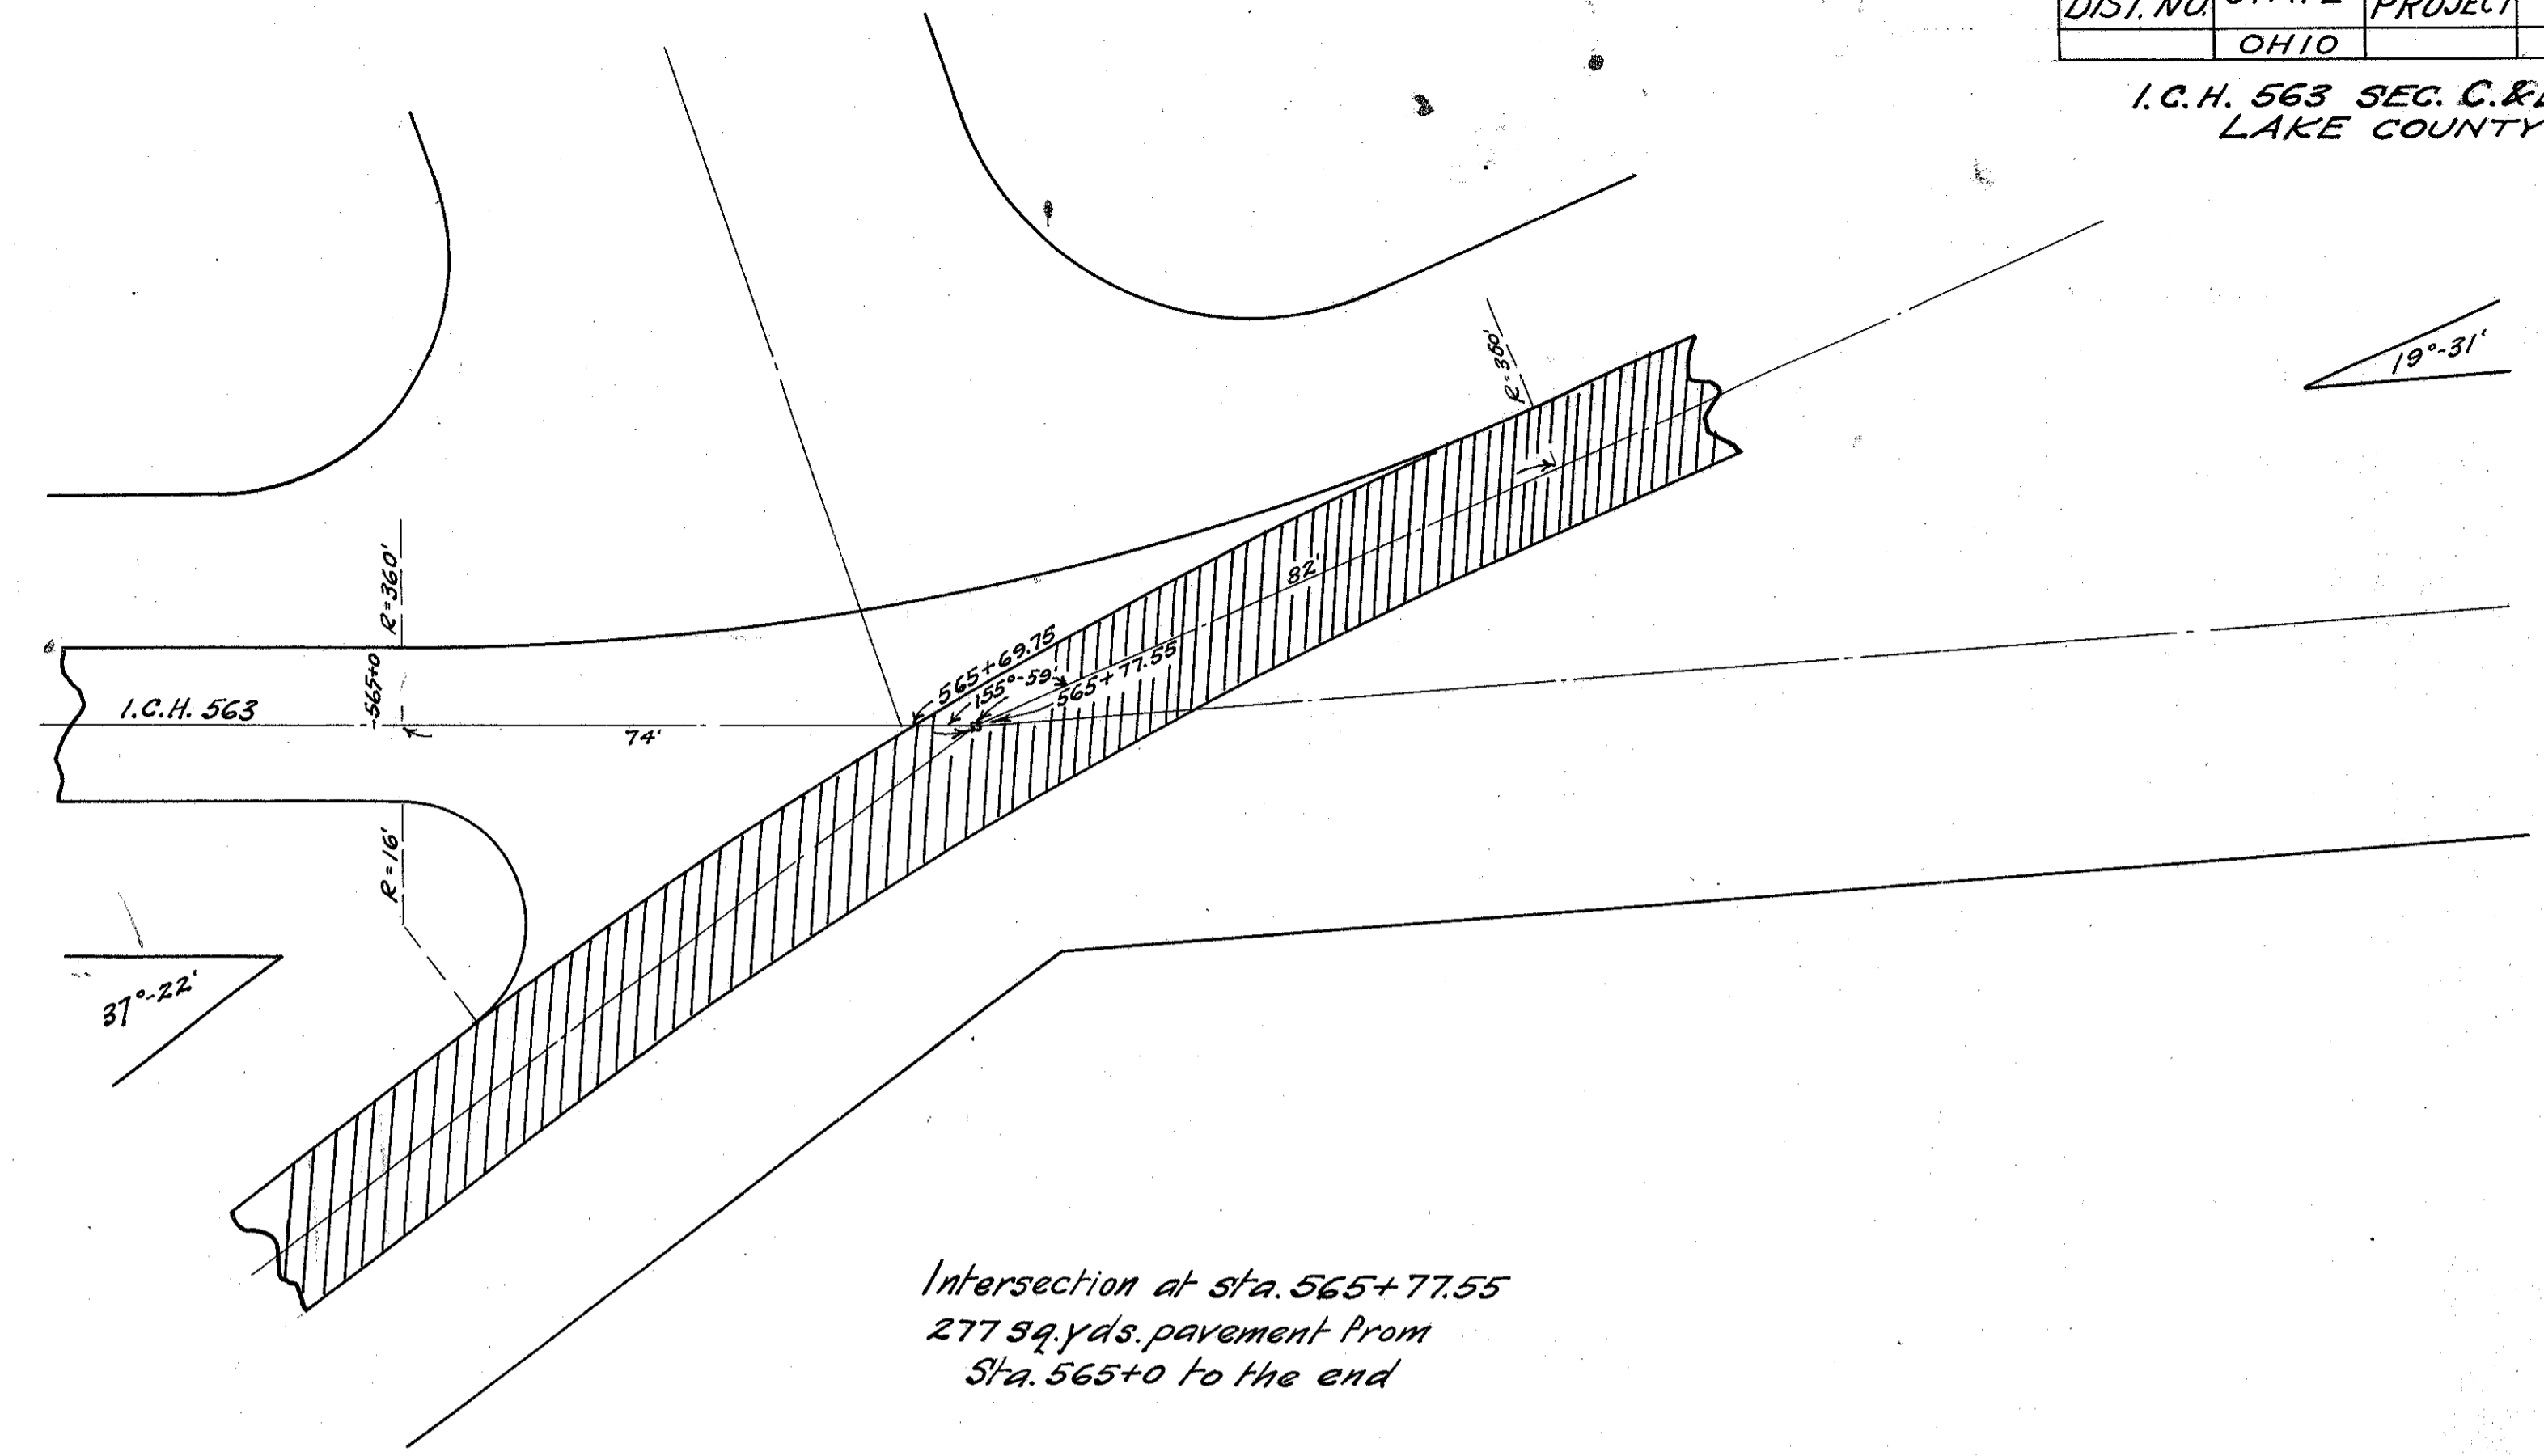 DIST. NO. STATE PROJECT
OHIO
I.C.H. 563 SEC. C.&
LAKE COUNTY
R=360'
19°-31'
R=360'
-565+0
82'
565+69.75
155°-59'
565+77.55
I.C.H. 563
74'
R=16'
37°-22'
Intersection at sta. 565+77.55
277 sq.yds. pavement from
Sta. 565+0 to the end